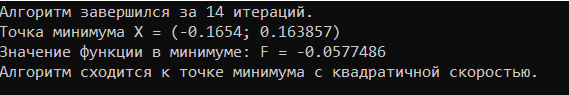 Алгоритм завершился за 14 итераций.
Точка минимума X = (-0.1654; 0.163857)
Значение функции в минимуме: F = -0.0577486
Алгоритм сходится к точке минимума с квадратичной скоростью.